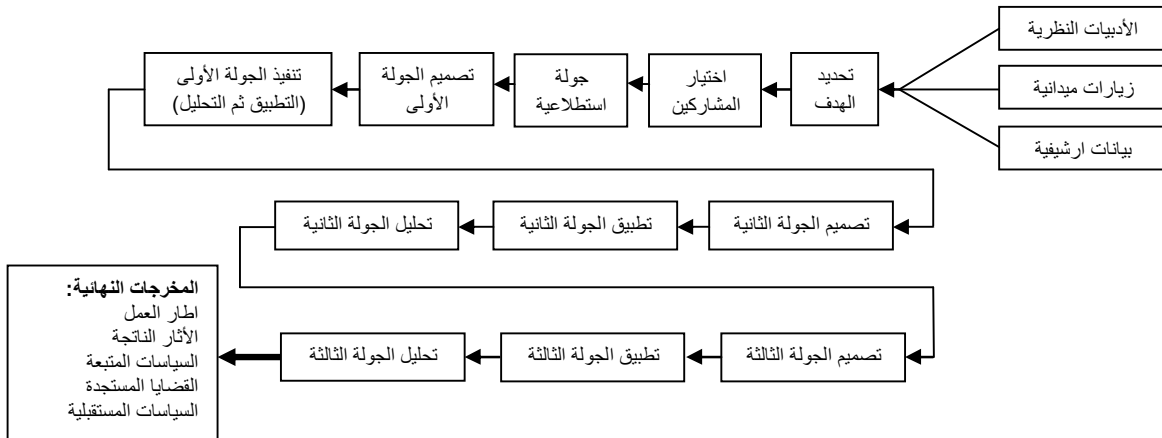 الأدبيات النظرية
زيارات ميدانية
بيانات ارشيفية
تحديد
الهدف
اختيار
المشاركين
جولة
استطلاعية
تصميم الجولة
الأولى
تنفيذ الجولة الأولى
(التطبيق ثم التحليل)
تصميم الجولة الثانية
تطبيق الجولة الثانية
تحليل الجولة الثانية
تصميم الجولة الثالثة
تطبيق الجولة الثالثة
تحليل الجولة الثالثة
المخرجات النهائية:
اطار العمل
الأثار الناتجة
السياسات المتبعة
القضايا المستجدة
السياسات المستقبلية